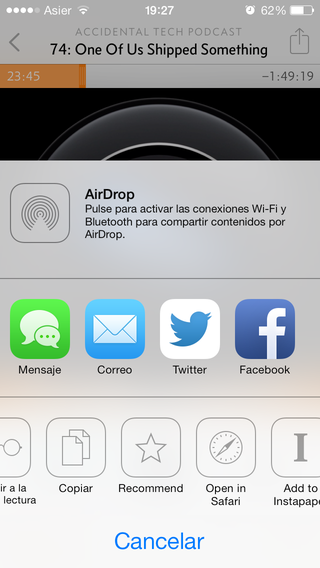 Asier 19:27 62%
ACCIDENTAL TECH PODCAST
74: One Of Us Shipped Something
23:45 −1:49:19
AirDrop
Pulse para activar las conexiones Wi-Fi y
Bluetooth para compartir contenidos por
AirDrop.
Mensaje Correo Twitter Facebook
ir a la
lectura
Copiar
Recommend
Open in
Safari
Add to
Instapape
Cancelar